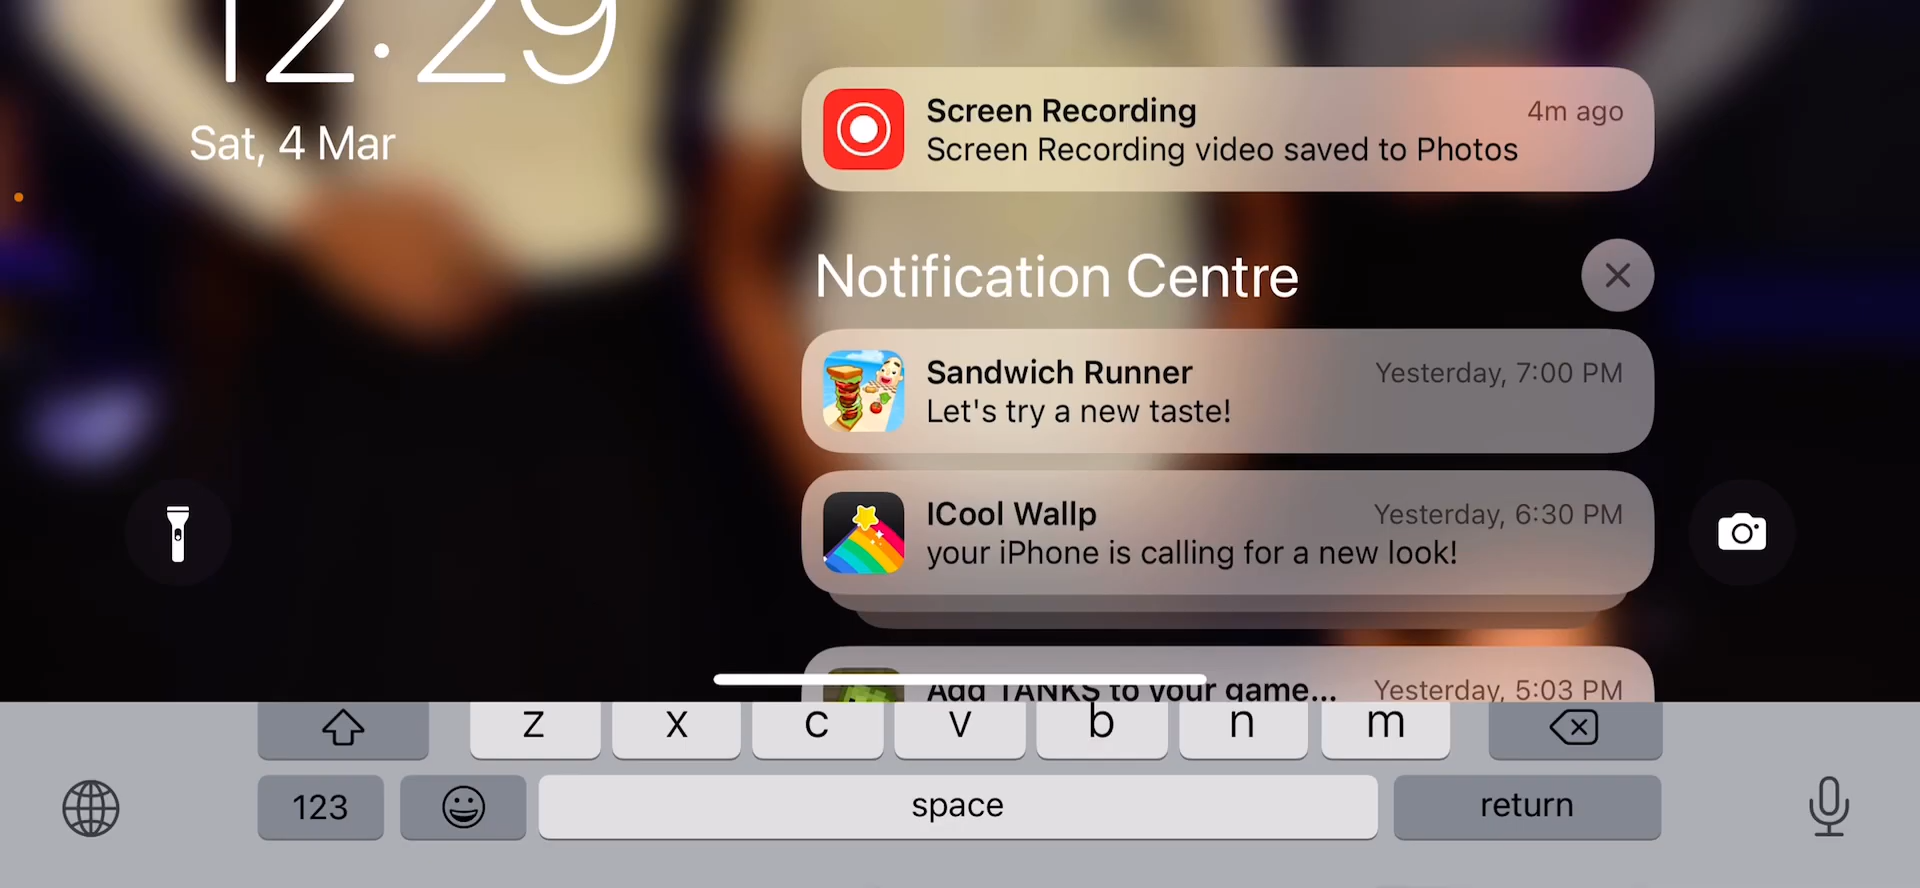 12:29
Sat, 4 Mar
Screen Recording
4m ago
Screen Recording video saved to Photos
Notification Centre
Sandwich Runner
Yesterday, 7:00 PM
Let's try a new taste!
ICool Wallp
Yesterday, 6:30 PM
your iPhone is calling for a new look!
Add TANKS to your game...
Yesterday, 5:03 PM
z x c v b n m
123
space
return